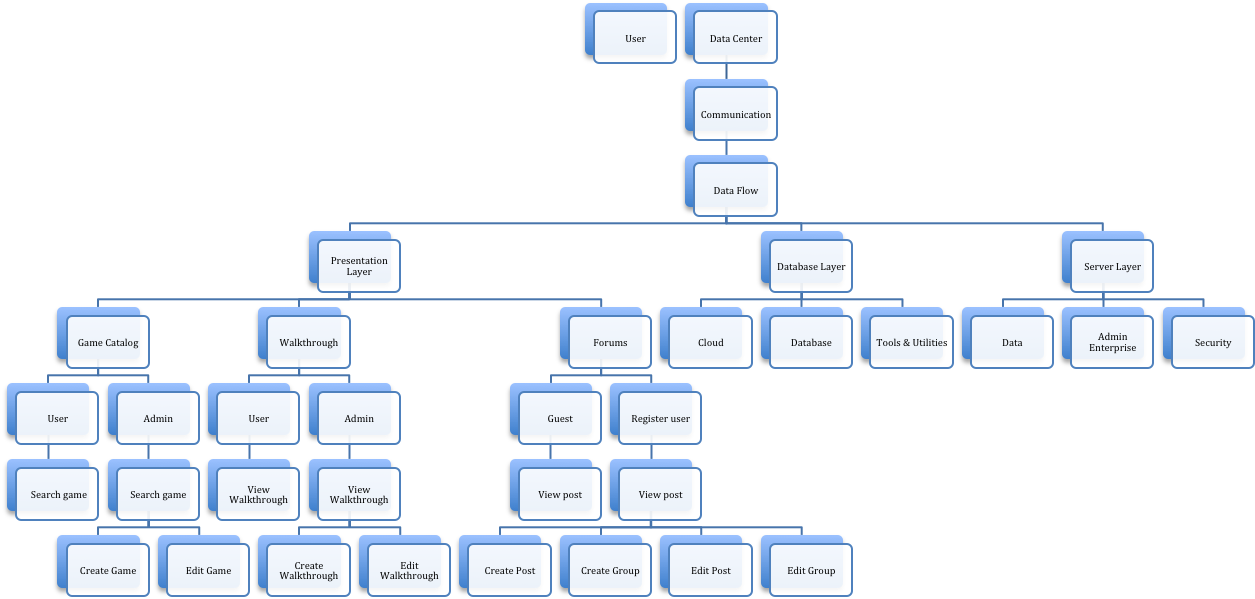 User
Data Center
Communication
Data Flow
Presentation
Layer
Database Layer
Server Layer
Game Catalog
Walkthrough
Forums
Cloud
Database
Tools & Utilities
Data
Admin
Enterprise
Security
User
Admin
User
Admin
Guest
Register user
Search game
Search game
View
Walkthrough
View
Walkthrough
View post
View post
Create Game
Edit Game
Create
Walkthrough
Edit
Walkthrough
Create Post
Create Group
Edit Post
Edit Group